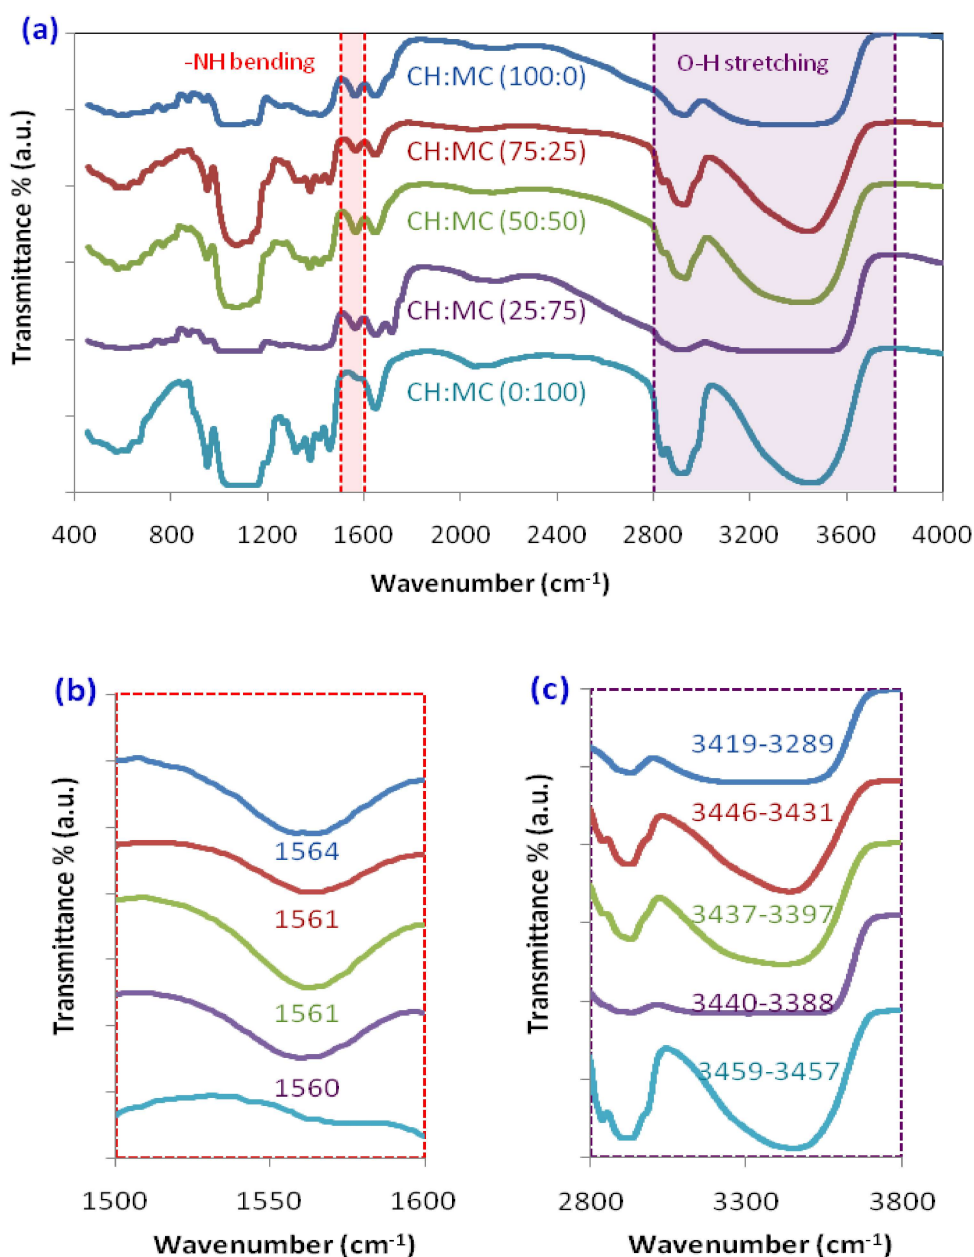 (a)
-NH bending
O-H stretching
CH:MC (100:0)
CH:MC (75:25)
CH:MC (50:50)
CH:MC (25:75)
CH:MC (0:100)
Transmittance % (a.u.)
400 800 1200 1600 2000 2400 2800 3200 3600 4000
Wavenumber (cm⁻¹)
(b)
1564
1561
1561
1560
Transmittance % (a.u.)
1500 1550 1600
Wavenumber (cm⁻¹)
(c)
3419-3289
3446-3431
3437-3397
3440-3388
3459-3457
Transmittance % (a.u.)
2800 3300 3800
Wavenumber (cm⁻¹)